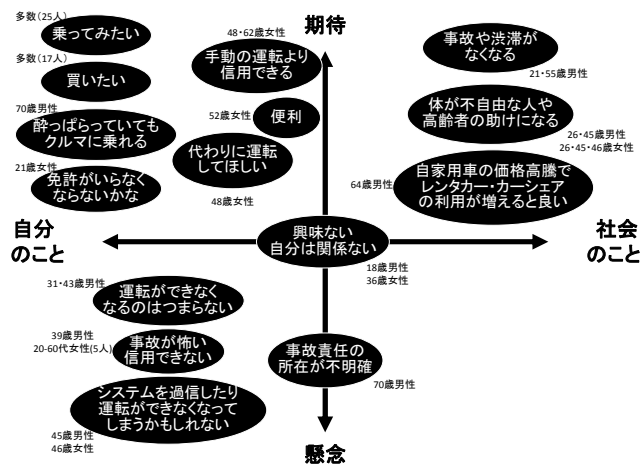 多数(25人)
乗ってみたい
多数(17人)
買いたい
70歳男性
酔っぱらっていても
クルマに乗れる
21歳女性
免許がいらなく
ならないかな
48・62歳女性
手動の運転より
信用できる
52歳女性
便利
代わりに運転
してほしい
48歳女性
期待
事故や渋滞が
なくなる
21・55歳男性
体が不自由な人や
高齢者の助けになる
26・45歳男性
26・45・46歳女性
64歳男性
自家用車の価格高騰で
レンタカー・カーシェア
の利用が増えると良い
自分
のこと
興味ない
自分は関係ない
18歳男性
36歳女性
社会
のこと
31・43歳男性
運転ができなく
なるのはつまらない
39歳男性
20-60代女性(5人)
事故が怖い
信用できない
システムを過信したり
運転ができなくなって
しまうかもしれない
45歳男性
46歳女性
事故責任の
所在が不明確
70歳男性
懸念